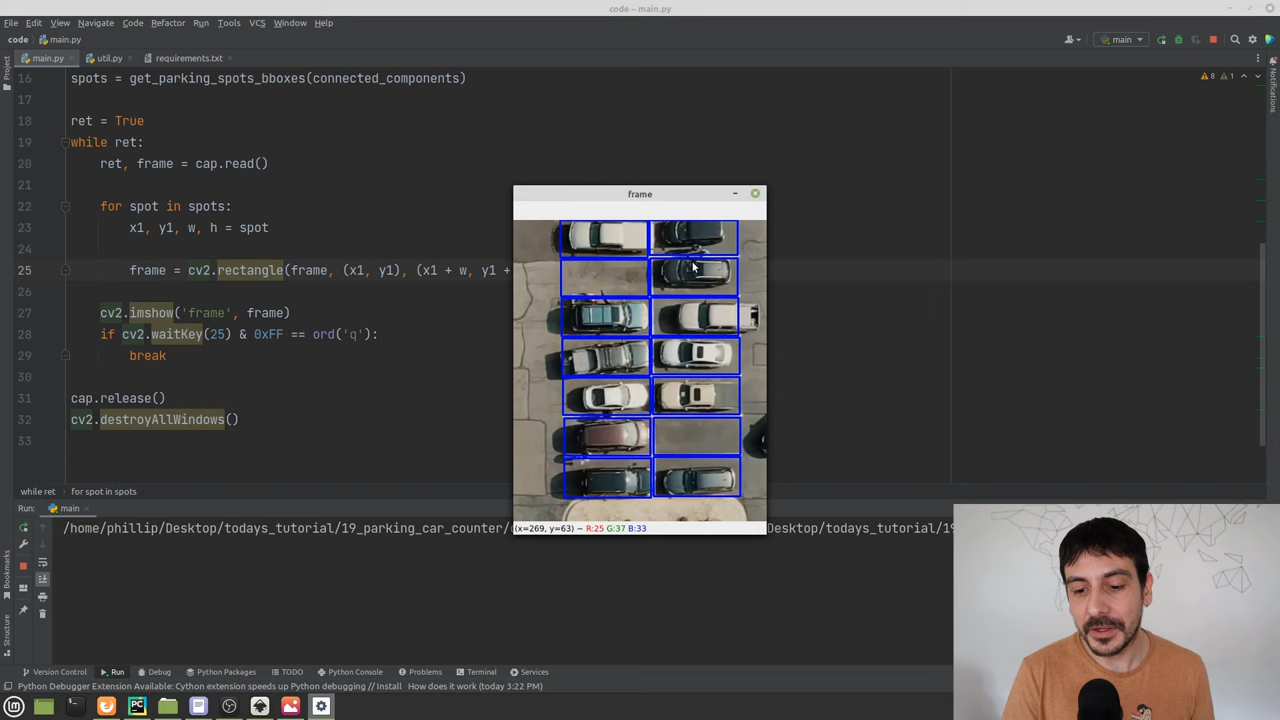 code – main.py
File Edit View Navigate Code Refactor Run Tools VCS Window Help
code main.py main
main.py util.py requirements.txt
Project
Notifications
8 1
16 spots = get_parking_spots_bboxes(connected_components)
17
18 ret = True
19 while ret:
20 ret, frame = cap.read()
21
22 for spot in spots:
23 x1, y1, w, h = spot
24
25 frame = cv2.rectangle(frame, (x1, y1), (x1 + w, y1 +
26
27 cv2.imshow('frame', frame)
28 if cv2.waitKey(25) & 0xFF == ord('q'):
29 break
30
31 cap.release()
32 cv2.destroyAllWindows()
33
frame
(x=269, y=63) ~ R:25 G:37 B:33
while ret for spot in spots
Run: main
/home/phillip/Desktop/todays_tutorial/19_parking_car_counter/ Desktop/todays_tutorial/19
Bookmarks
Structure
Version Control Run Debug Python Packages TODO Python Console Problems Terminal Services
Python Debugger Extension Available: Cython extension speeds up Python debugging // Install How does it work (today 3:22 PM)